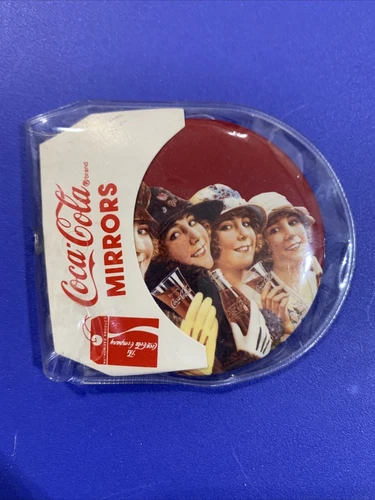 Coca-Cola ® brand
MIRRORS
The
Coca-Cola Company